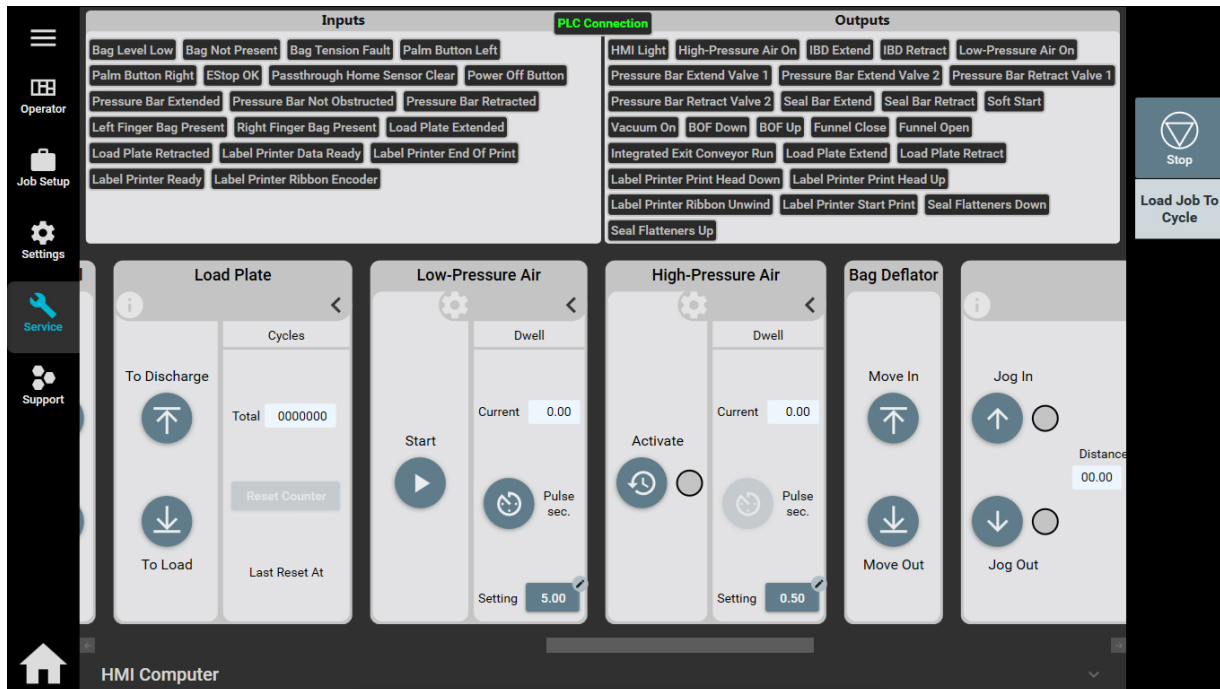 Inputs
PLC Connection
Outputs
Bag Level Low Bag Not Present Bag Tension Fault Palm Button Left
Palm Button Right EStop OK Passthrough Home Sensor Clear Power Off Button
Pressure Bar Extended Pressure Bar Not Obstructed Pressure Bar Retracted
Left Finger Bag Present Right Finger Bag Present Load Plate Extended
Load Plate Retracted Label Printer Data Ready Label Printer End Of Print
Label Printer Ready Label Printer Ribbon Encoder
HMI Light High-Pressure Air On IBD Extend IBD Retract Low-Pressure Air On
Pressure Bar Extend Valve 1 Pressure Bar Extend Valve 2 Pressure Bar Retract Valve 1
Pressure Bar Retract Valve 2 Seal Bar Extend Seal Bar Retract Soft Start
Vacuum On BOF Down BOF Up Funnel Close Funnel Open
Integrated Exit Conveyor Run Load Plate Extend Load Plate Retract
Label Printer Print Head Down Label Printer Print Head Up
Label Printer Ribbon Unwind Label Printer Start Print Seal Flatteners Down
Seal Flatteners Up
Operator
Job Setup
Settings
Service
Support
Stop
Load Job To
Cycle
Load Plate
To Discharge
To Load
Cycles
Total 0000000
Reset Counter
Last Reset At
Low-Pressure Air
Start
Dwell
Current 0.00
Pulse
sec.
Setting 5.00
High-Pressure Air
Activate
Dwell
Current 0.00
Pulse
sec.
Setting 0.50
Bag Deflator
Move In
Move Out
Jog In
Jog Out
Distance
00.00
HMI Computer